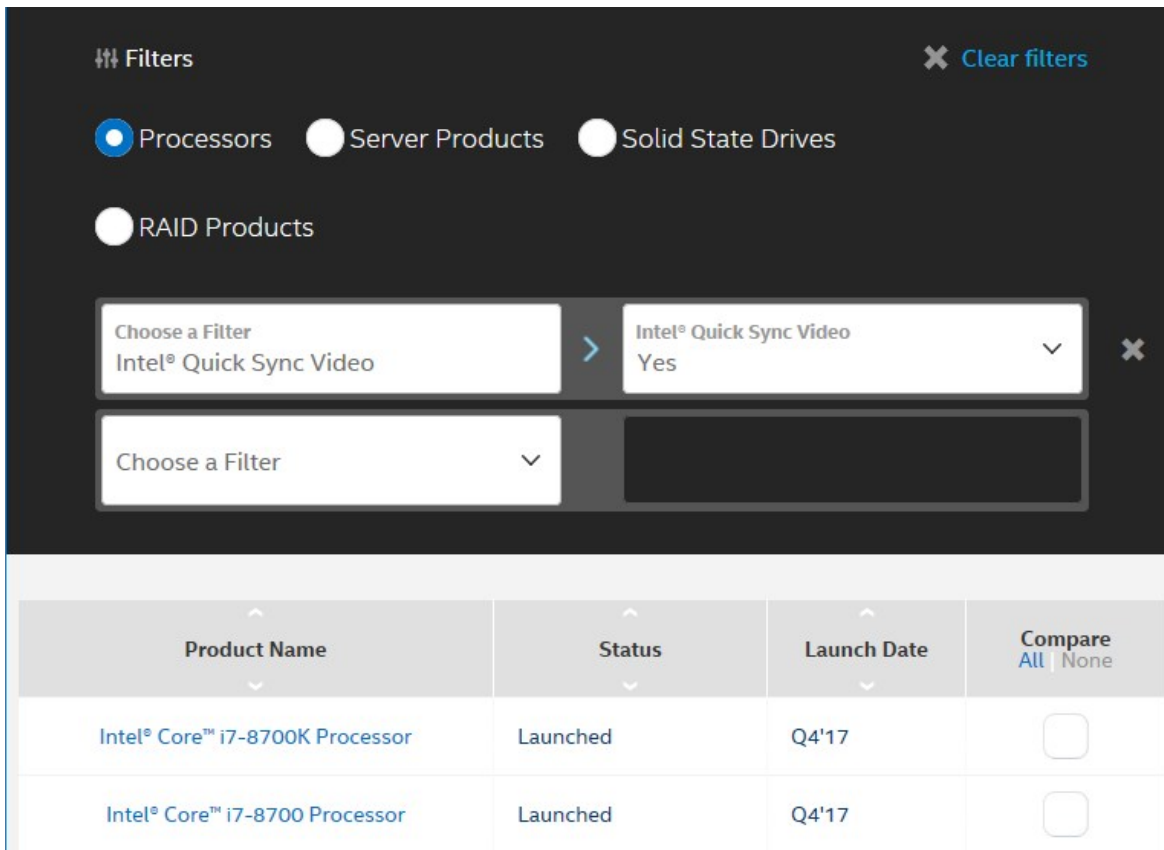 Filters
Clear filters
Processors Server Products Solid State Drives
RAID Products
Choose a Filter
Intel® Quick Sync Video
Intel® Quick Sync Video
Yes
Choose a Filter
Product Name Status Launch Date Compare
All | None
Intel® Core™ i7-8700K Processor Launched Q4'17
Intel® Core™ i7-8700 Processor Launched Q4'17